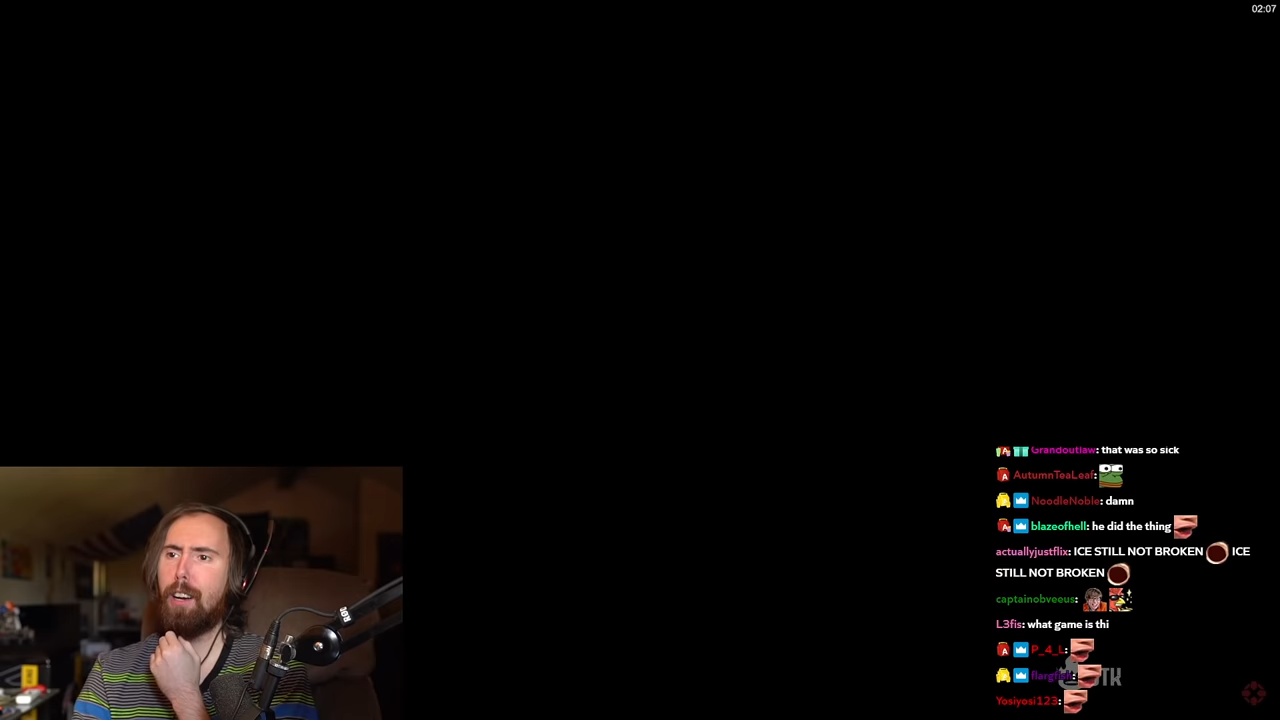 02:07
Grandoutlaw: that was so sick
AutumnTeaLeaf:
NoodleNoble: damn
blazeofhell: he did the thing
actuallyjustflix: ICE STILL NOT BROKEN ICE
STILL NOT BROKEN
captainobveeus:
L3fis: what game is thi
P_4_L:
Yosiyosi123: